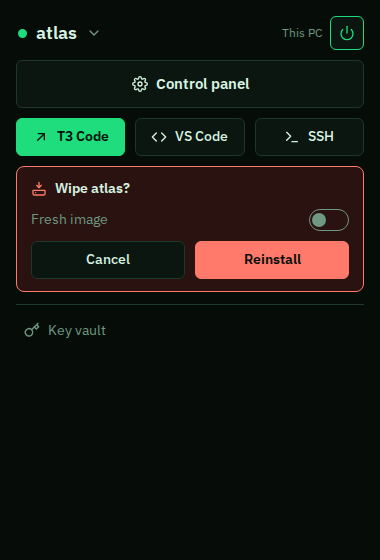 atlas
This PC
Control panel
T3 Code
VS Code
SSH
Wipe atlas?
Fresh image
Cancel
Reinstall
Key vault